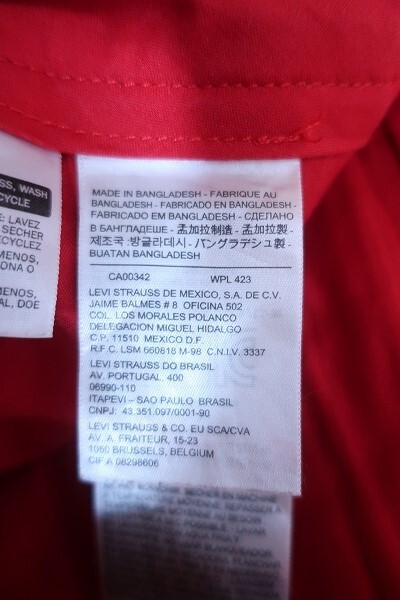 SS, WASH
CYCLE
E: LAVEZ
SECHER
ECYCLEZ
MENOS,
ONA O
MENOS,
AL, DOE
MADE IN BANGLADESH - FABRIQUE AU
BANGLADESH - FABRICADO EN BANGLADESH -
FABRICADO EM BANGLADESH - СДЕЛАНО
В БАНГЛАДЕШЕ - 孟加拉制造 - 孟加拉製
제조국 :방글라데시 - バングラデシュ製 -
BUATAN BANGLADESH
CA00342 WPL 423
LEVI STRAUSS DE MEXICO, S.A. DE C.V.
JAIME BALMES # 8 OFICINA 502
COL. LOS MORALES POLANCO
DELEGACION MIGUEL HIDALGO
C.P. 11510 MEXICO D.F.
R.F.C. LSM 660818 M-98 C.N.I.V. 3337
LEVI STRAUSS DO BRASIL
AV. PORTUGAL, 400
06990-110
ITAPEVI – SAO PAULO BRASIL
CNPJ: 43.351.097/0001-90
LEVI STRAUSS & CO. EU SCA/CVA
AV. A. FRAITEUR, 15-23
1050 BRUSSELS, BELGIUM
CIF A 08298606